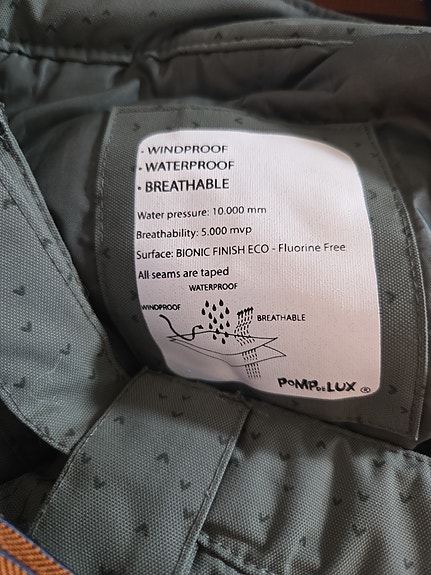 • WINDPROOF
• WATERPROOF
• BREATHABLE
Water pressure: 10.000 mm
Breathability: 5.000 mvp
Surface: BIONIC FINISH ECO - Fluorine Free
All seams are taped
WATERPROOF
WINDPROOF
BREATHABLE
POMPDELUX ®